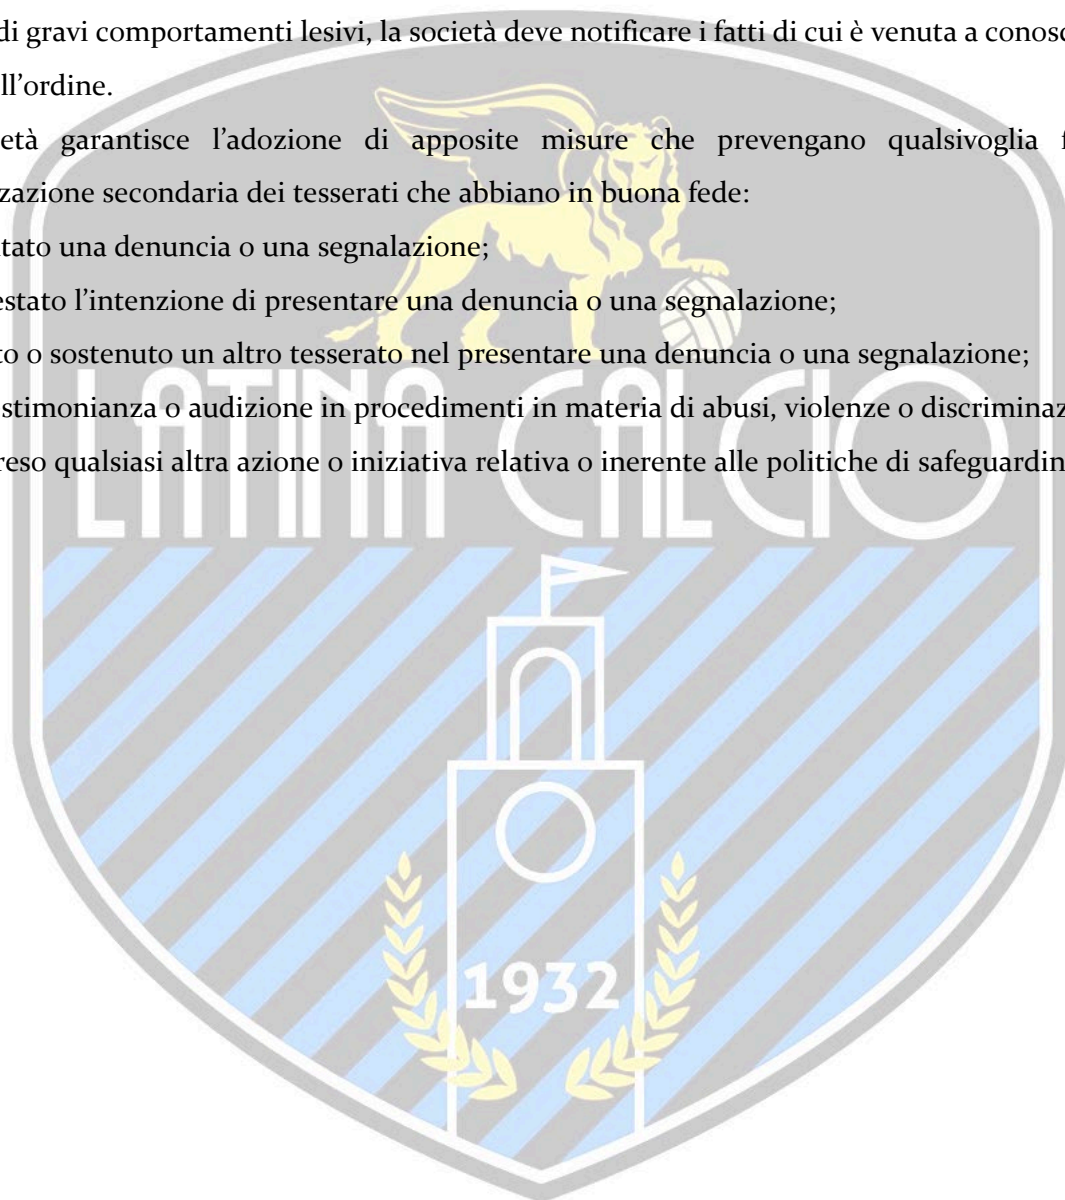 di gravi comportamenti lesivi, la società deve notificare i fatti di cui è venuta a conosc
ll’ordine.
età garantisce l’adozione di apposite misure che prevengano qualsivoglia f
zazione secondaria dei tesserati che abbiano in buona fede:
tato una denuncia o una segnalazione;
estato l’intenzione di presentare una denuncia o una segnalazione;
to o sostenuto un altro tesserato nel presentare una denuncia o una segnalazione;
stimonianza o audizione in procedimenti in materia di abusi, violenze o discriminaz
reso qualsiasi altra azione o iniziativa relativa o inerente alle politiche di safeguardin
LATINA CALCIO
1932